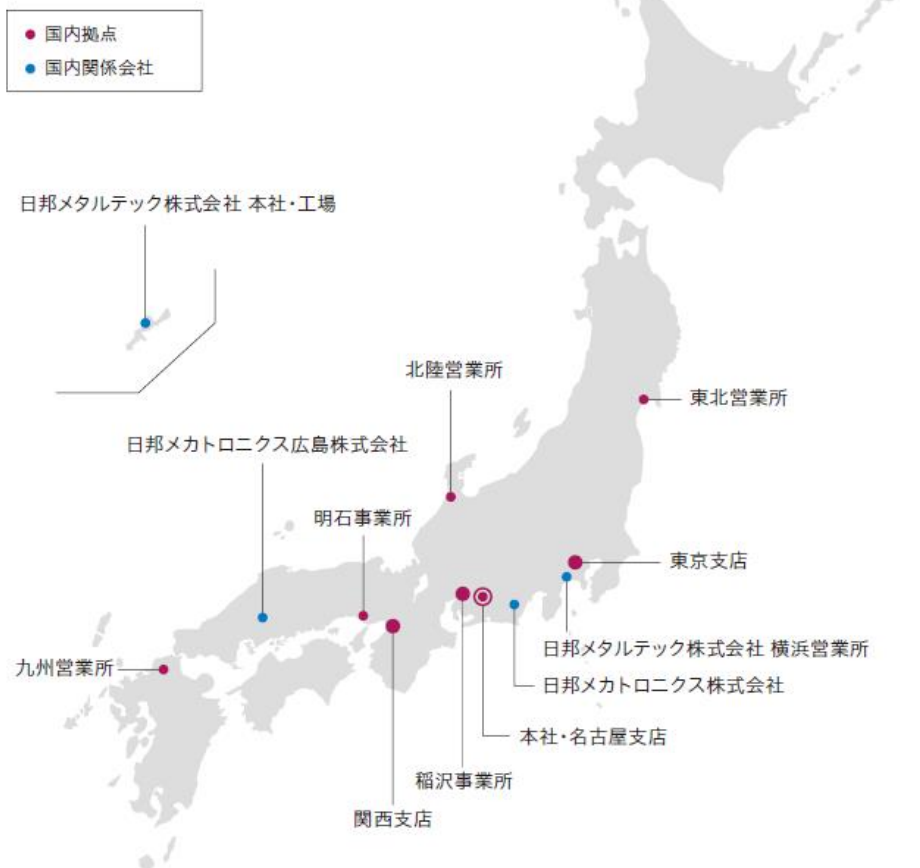 国内拠点
国内関係会社
日邦メタルテック株式会社 本社・工場
北陸営業所
東北営業所
日邦メカトロニクス広島株式会社
明石事業所
東京支店
日邦メタルテック株式会社 横浜営業所
九州営業所
日邦メカトロニクス株式会社
本社・名古屋支店
稲沢事業所
関西支店